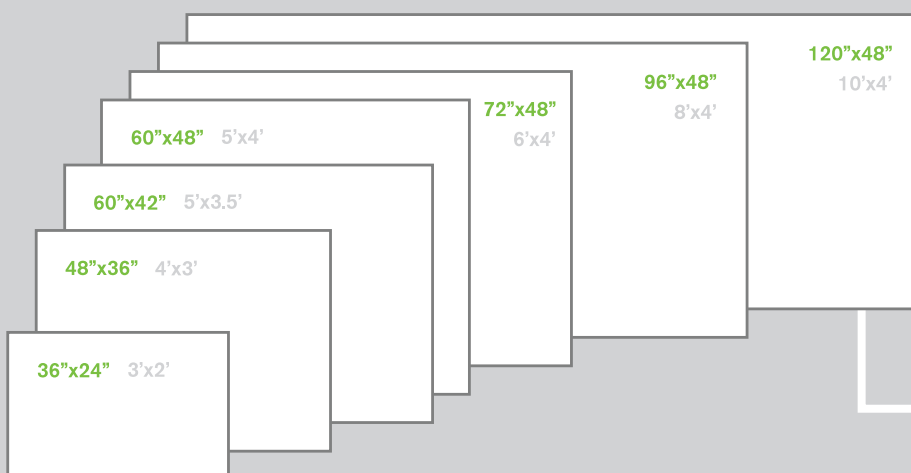 120”x48”
10’x4’
96”x48”
8’x4’
72”x48”
6’x4’
60”x48” 5’x4’
60”x42” 5’x3.5’
48”x36” 4’x3’
36”x24” 3’x2’